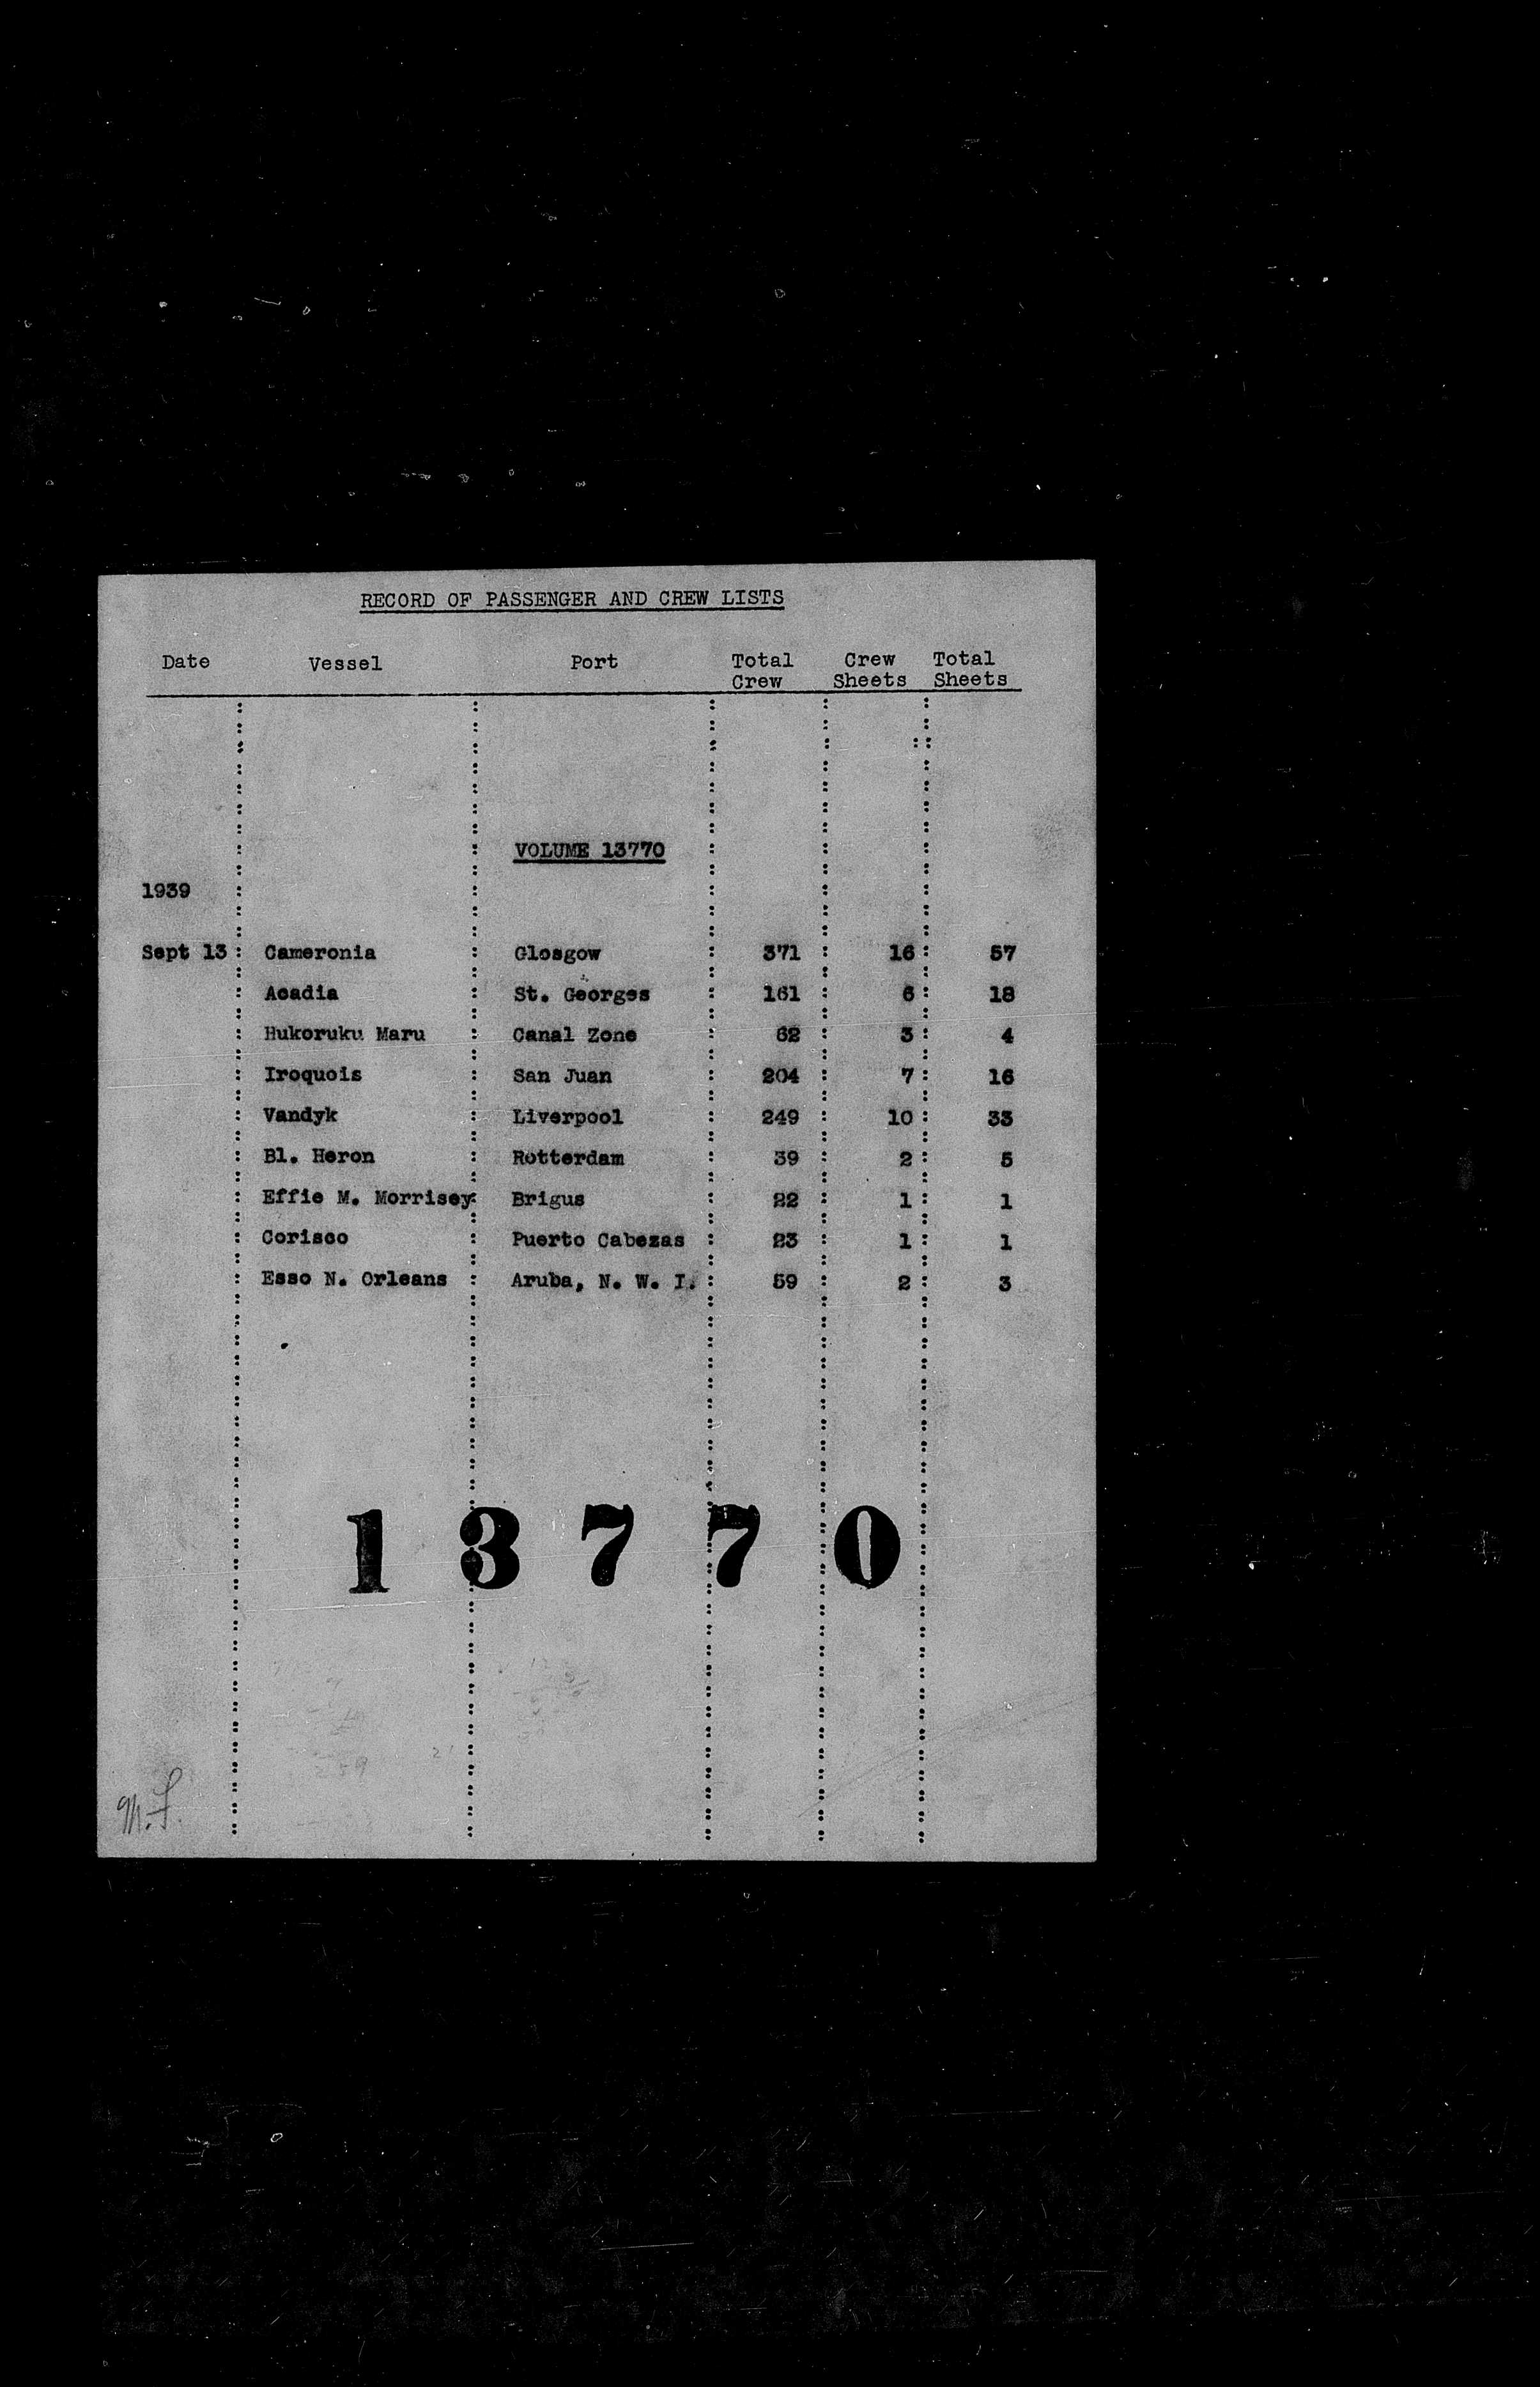 RECORD OF PASSENGER AND CREW LISTS
Date Vessel Port Total Crew Crew Sheets Total Sheets
VOLUME 13770
1939
Sept 13 Cameronia Glosgow 371 16 57
Acadia St. Georges 161 6 18
Hukoruku Maru Canal Zone 62 3 4
Iroquois San Juan 204 7 16
Vandyk Liverpool 249 10 33
Bl. Heron Rotterdam 39 2 5
Effie M. Morrisey Brigus 22 1 1
Corisco Puerto Cabezas 23 1 1
Esso N. Orleans Aruba, N. W. I. 59 2 3
13770
M.F.